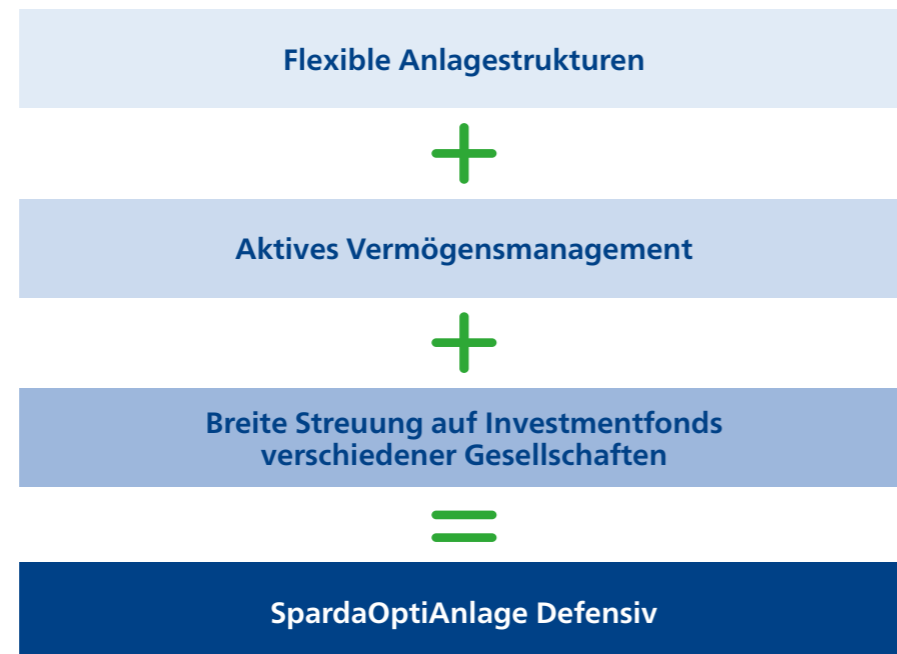 Flexible Anlagestrukturen
+
Aktives Vermögensmanagement
+
Breite Streuung auf Investmentfonds
verschiedener Gesellschaften
=
SpardaOptiAnlage Defensiv